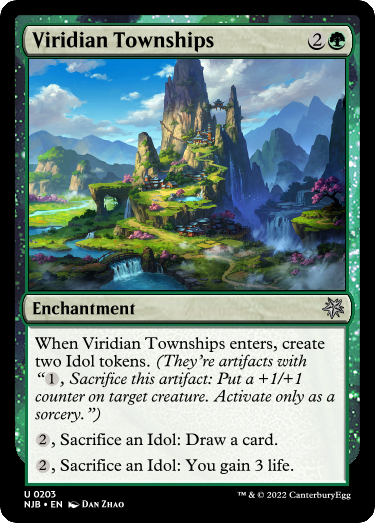 Viridian Townships 2
Enchantment
When Viridian Townships enters, create
two Idol tokens. (They're artifacts with
"1, Sacrifice this artifact: Put a +1/+1
counter on target creature. Activate only as a
sorcery.")
2, Sacrifice an Idol: Draw a card.
2, Sacrifice an Idol: You gain 3 life.
U 0203
NJB • EN Dan Zhao
™ & © 2022 CanterburyEgg